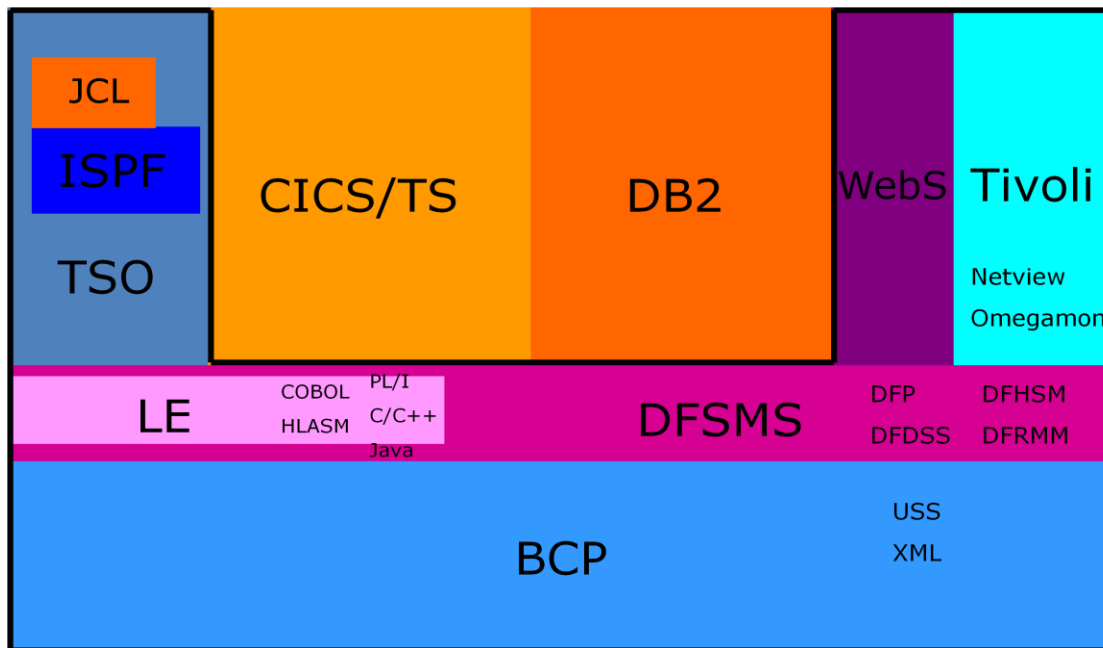 JCL
ISPF
TSO
CICS/TS
DB2
WebS
Tivoli
Netview
Omegamon
LE
COBOL
HLASM
PL/I
C/C++
Java
DFSMS
DFP
DFHSM
DFDSS
DFRMM
BCP
USS
XML